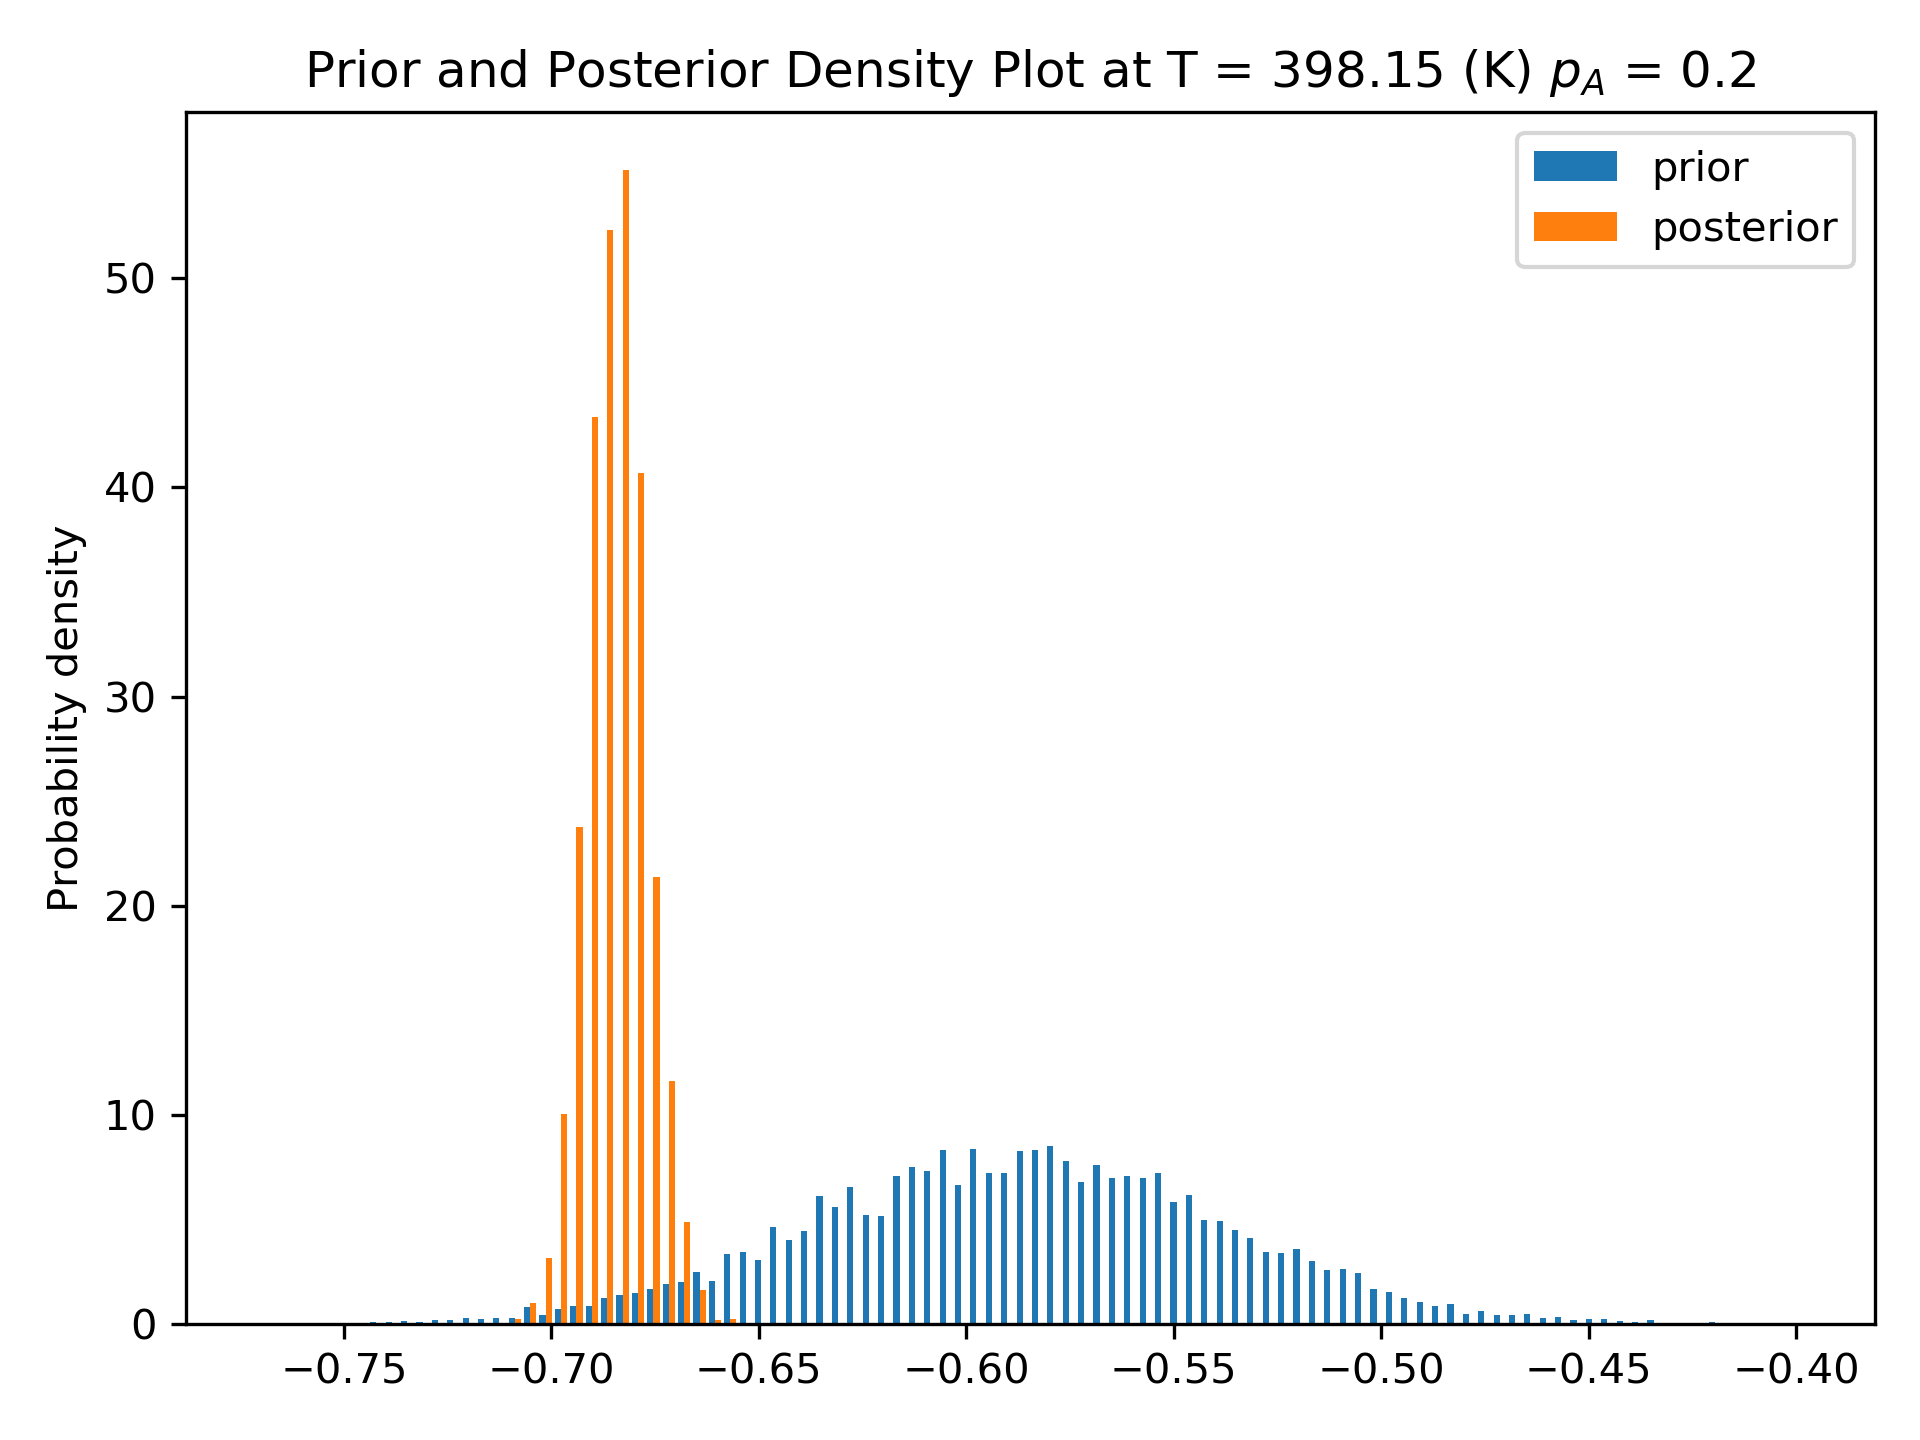 Prior and Posterior Density Plot at T = 398.15 (K) p_A = 0.2
prior
posterior
Probability density
50
40
30
20
10
0
−0.75 −0.70 −0.65 −0.60 −0.55 −0.50 −0.45 −0.40